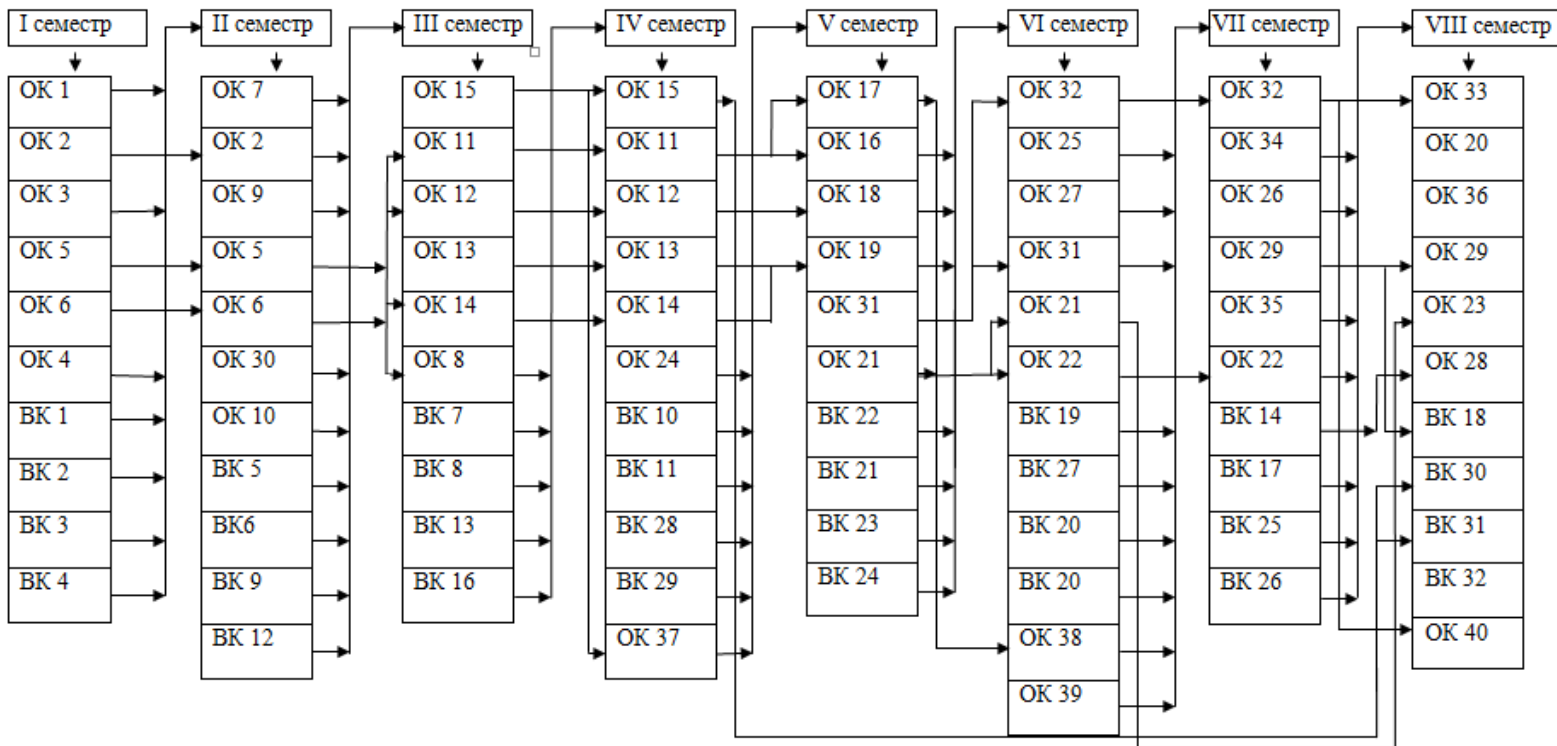 I семестр
II семестр
III семестр
IV семестр
V семестр
VI семестр
VII семестр
VIII семестр
ОК 1
ОК 2
ОК 3
ОК 5
ОК 6
ОК 4
ВК 1
ВК 2
ВК 3
ВК 4
ОК 7
ОК 2
ОК 9
ОК 5
ОК 6
ОК 30
ОК 10
ВК 5
ВК6
ВК 9
ВК 12
ОК 15
ОК 11
ОК 12
ОК 13
ОК 14
ОК 8
ВК 7
ВК 8
ВК 13
ВК 16
ОК 15
ОК 11
ОК 12
ОК 13
ОК 14
ОК 24
ВК 10
ВК 11
ВК 28
ВК 29
ОК 37
ОК 17
ОК 16
ОК 18
ОК 19
ОК 31
ОК 21
ВК 22
ВК 21
ВК 23
ВК 24
ОК 32
ОК 25
ОК 27
ОК 31
ОК 21
ОК 22
ВК 19
ВК 27
ВК 20
ВК 20
ОК 38
ОК 39
ОК 32
ОК 34
ОК 26
ОК 29
ОК 35
ОК 22
ВК 14
ВК 17
ВК 25
ВК 26
ОК 33
ОК 20
ОК 36
ОК 29
ОК 23
ОК 28
ВК 18
ВК 30
ВК 31
ВК 32
ОК 40